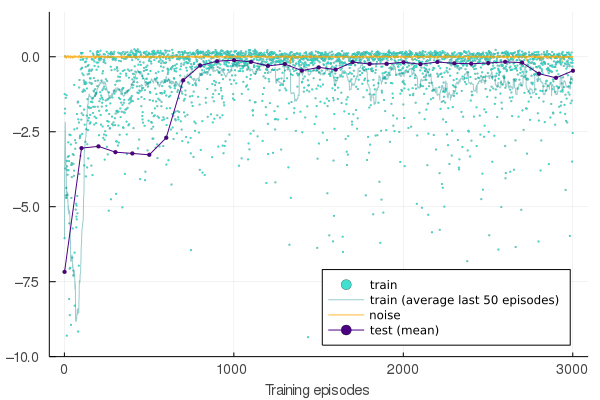 0.0
−2.5
−5.0
−7.5
−10.0
0
1000
2000
3000
Training episodes
train
train (average last 50 episodes)
noise
test (mean)